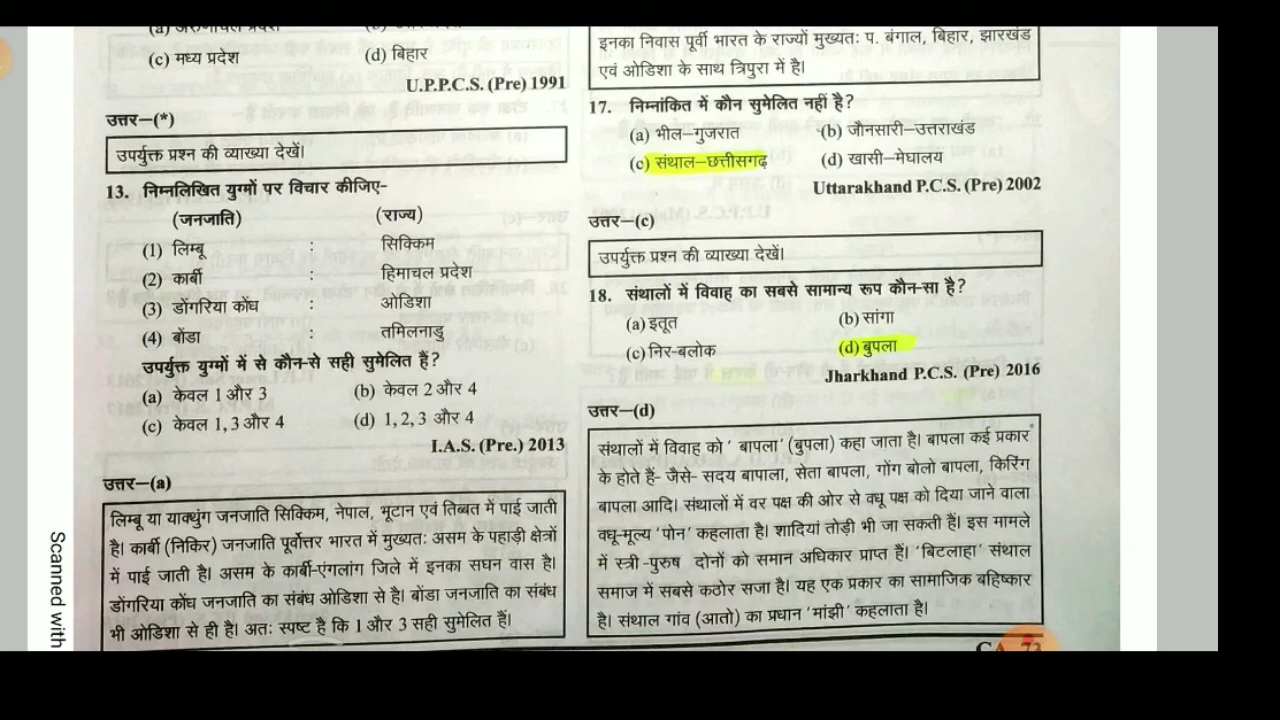 (a) अरुणाचल प्रदेश
(c) मध्य प्रदेश (d) बिहार
U.P.P.C.S. (Pre) 1991
उत्तर–(*)
उपर्युक्त प्रश्न की व्याख्या देखें।
13. निम्नलिखित युग्मों पर विचार कीजिए-
(जनजाति) (राज्य)
(1) लिम्बू : सिक्किम
(2) कार्बी : हिमाचल प्रदेश
(3) डोंगरिया कोंध : ओडिशा
(4) बोंडा : तमिलनाडु
उपर्युक्त युग्मों में से कौन-से सही सुमेलित हैं?
(a) केवल 1 और 3 (b) केवल 2 और 4
(c) केवल 1, 3 और 4 (d) 1, 2, 3 और 4
I.A.S. (Pre.) 2013
उत्तर–(a)
लिम्बू या याक्थुंग जनजाति सिक्किम, नेपाल, भूटान एवं तिब्बत में पाई जाती
है। कार्बी (निकिर) जनजाति पूर्वोत्तर भारत में मुख्यतः असम के पहाड़ी क्षेत्रों
में पाई जाती है। असम के कार्बी-एंगलांग जिले में इनका सघन वास है।
डोंगरिया कोंध जनजाति का संबंध ओडिशा से है। बोंडा जनजाति का संबंध
भी ओडिशा से ही है। अतः स्पष्ट है कि 1 और 3 सही सुमेलित हैं।
इनका निवास पूर्वी भारत के राज्यों मुख्यतः प. बंगाल, बिहार, झारखंड
एवं ओडिशा के साथ त्रिपुरा में है।
17. निम्नांकित में कौन सुमेलित नहीं है?
(a) भील–गुजरात (b) जौनसारी–उत्तराखंड
(c) संथाल–छत्तीसगढ़ (d) खासी–मेघालय
Uttarakhand P.C.S. (Pre) 2002
उत्तर–(c)
उपर्युक्त प्रश्न की व्याख्या देखें।
18. संथालों में विवाह का सबसे सामान्य रूप कौन-सा है?
(a) इतूत (b) सांगा
(c) निर-बलोक (d) बुपला
Jharkhand P.C.S. (Pre) 2016
उत्तर–(d)
संथालों में विवाह को ' बापला' (बुपला) कहा जाता है। बापला कई प्रकार
के होते हैं- जैसे- सदय बापाला, सेता बापला, गोंग बोलो बापला, किरिंग
बापला आदि। संथालों में वर पक्ष की ओर से वधू पक्ष को दिया जाने वाला
वधू-मूल्य 'पोन' कहलाता है। शादियां तोड़ी भी जा सकती हैं। इस मामले
में स्त्री -पुरुष दोनों को समान अधिकार प्राप्त हैं। 'बिटलाहा' संथाल
समाज में सबसे कठोर सजा है। यह एक प्रकार का सामाजिक बहिष्कार
है। संथाल गांव (आतो) का प्रधान 'मांझी' कहलाता है।
Scanned with